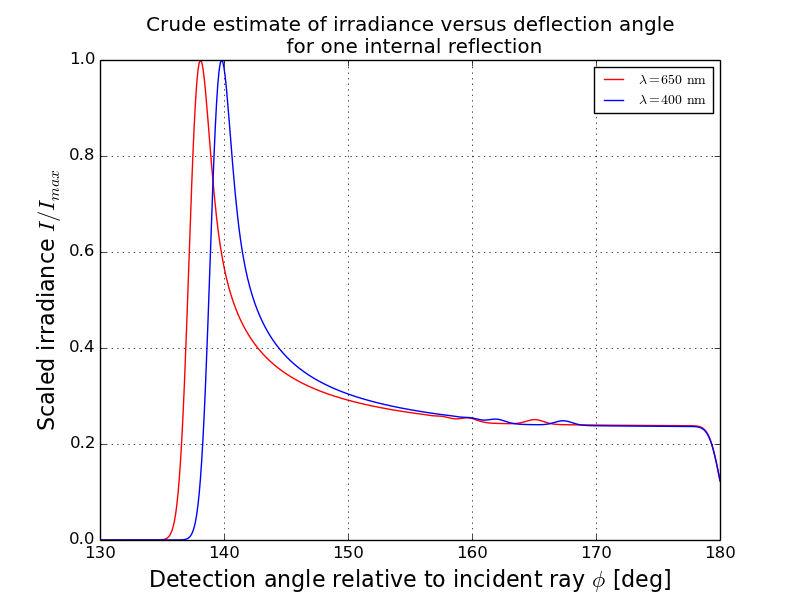 Crude estimate of irradiance versus deflection angle
for one internal reflection
λ=650 nm
λ=400 nm
1.0
0.8
0.6
0.4
0.2
0.0
Scaled irradiance I/I_max
130 140 150 160 170 180
Detection angle relative to incident ray ϕ [deg]